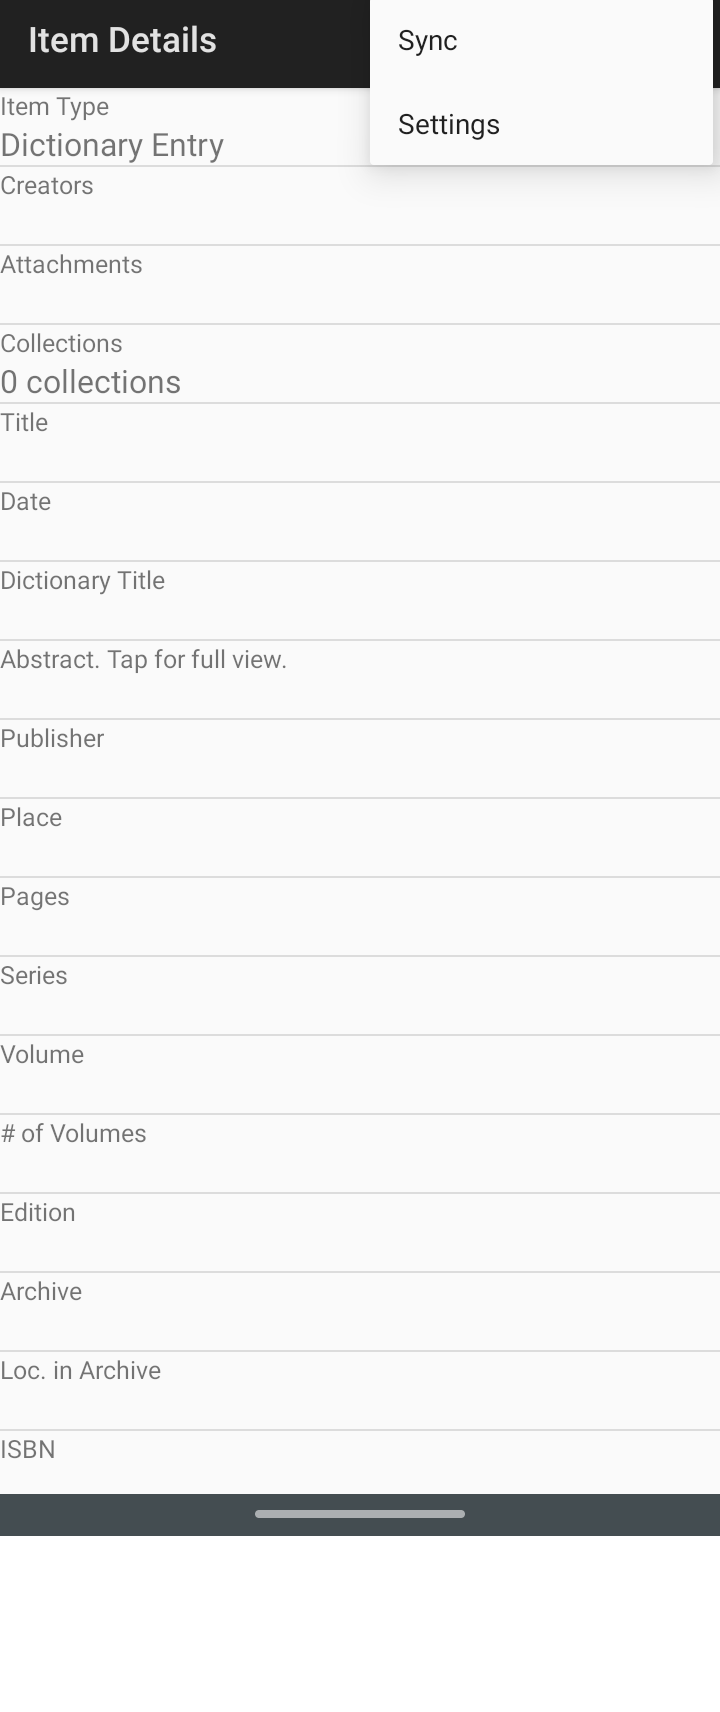 Item Details
Sync
Settings
Item Type
Dictionary Entry
Creators
Attachments
Collections
0 collections
Title
Date
Dictionary Title
Abstract. Tap for full view.
Publisher
Place
Pages
Series
Volume
# of Volumes
Edition
Archive
Loc. in Archive
ISBN